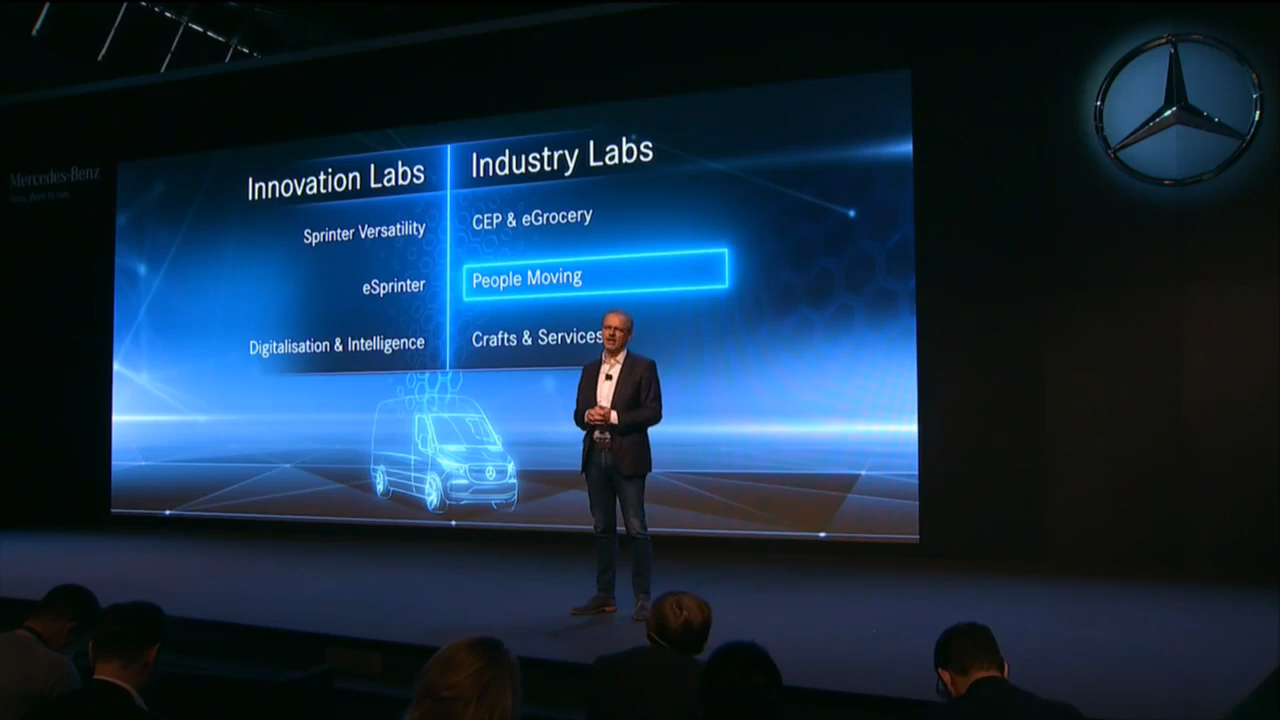 Mercedes-Benz
Innovation Labs
Sprinter Versatility
eSprinter
Digitalisation & Intelligence
Industry Labs
CEP & eGrocery
People Moving
Crafts & Services